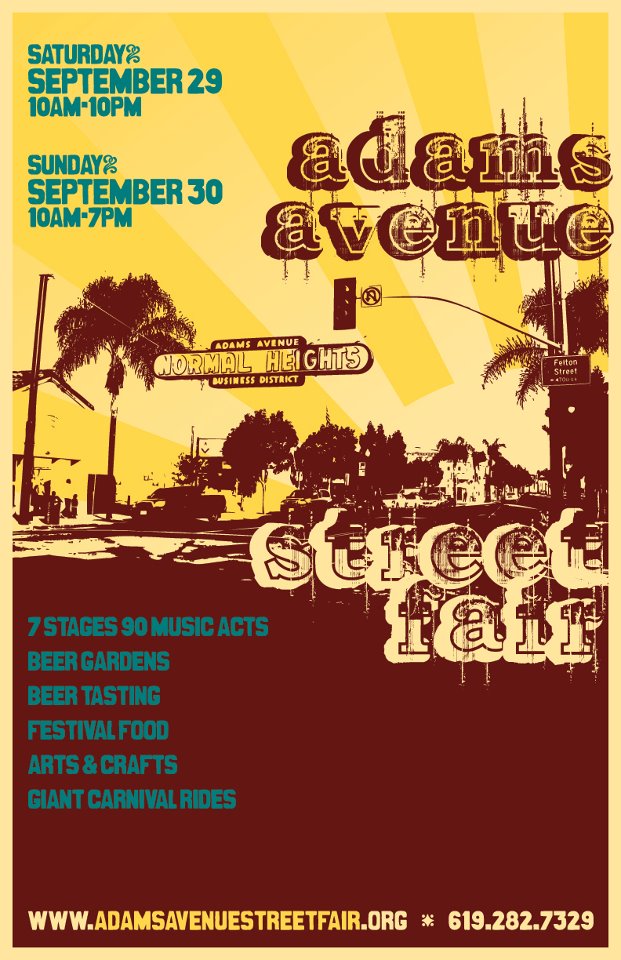 SATURDAY
SEPTEMBER 29
10AM-10PM
SUNDAY
SEPTEMBER 30
10AM-7PM
adams
avenue
ADAMS AVENUE
NORMAL HEIGHTS
BUSINESS DISTRICT
Felton
Street
street
fair
7 STAGES 90 MUSIC ACTS
BEER GARDENS
BEER TASTING
FESTIVAL FOOD
ARTS & CRAFTS
GIANT CARNIVAL RIDES
WWW.ADAMSAVENUESTREETFAIR.ORG * 619.282.7329